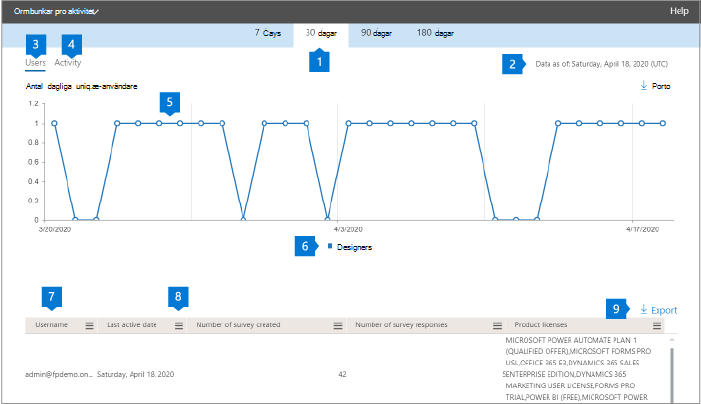 Ormbunkar pro aktivitet
Help
7 Cays 30 dagar 90 dagar 180 dagar
3 4 1 2
Users Activity
Data as of: Saturday, April 18, 2020 (UTC)
Antal dagliga uniq.æ-användare
Porto
5
1.2
1
0.8
0.6
0.4
0.2
0
3/20/2020 4/3/2020 4/17/2020
6 Designers
7 8 9 Export
Username Last active date Number of survey created Number of survey responses Product licenses
MICROSOFT POWER AUTOMATE PLAN 1
(QUALIFIED OFFER),MICROSOFT FORMS PRO
USL,OFFICE 365 E3,DYNAMICS 365 SALES
admin@fpdemo.on... Saturday, April 18, 2020 42 5ENTERPRISE EDITION,DYNAMICS 365
MARKETING USER LICENSE,FORMS PRO
TRIAL,POWER BI (FREE),MICROSOFT POWER